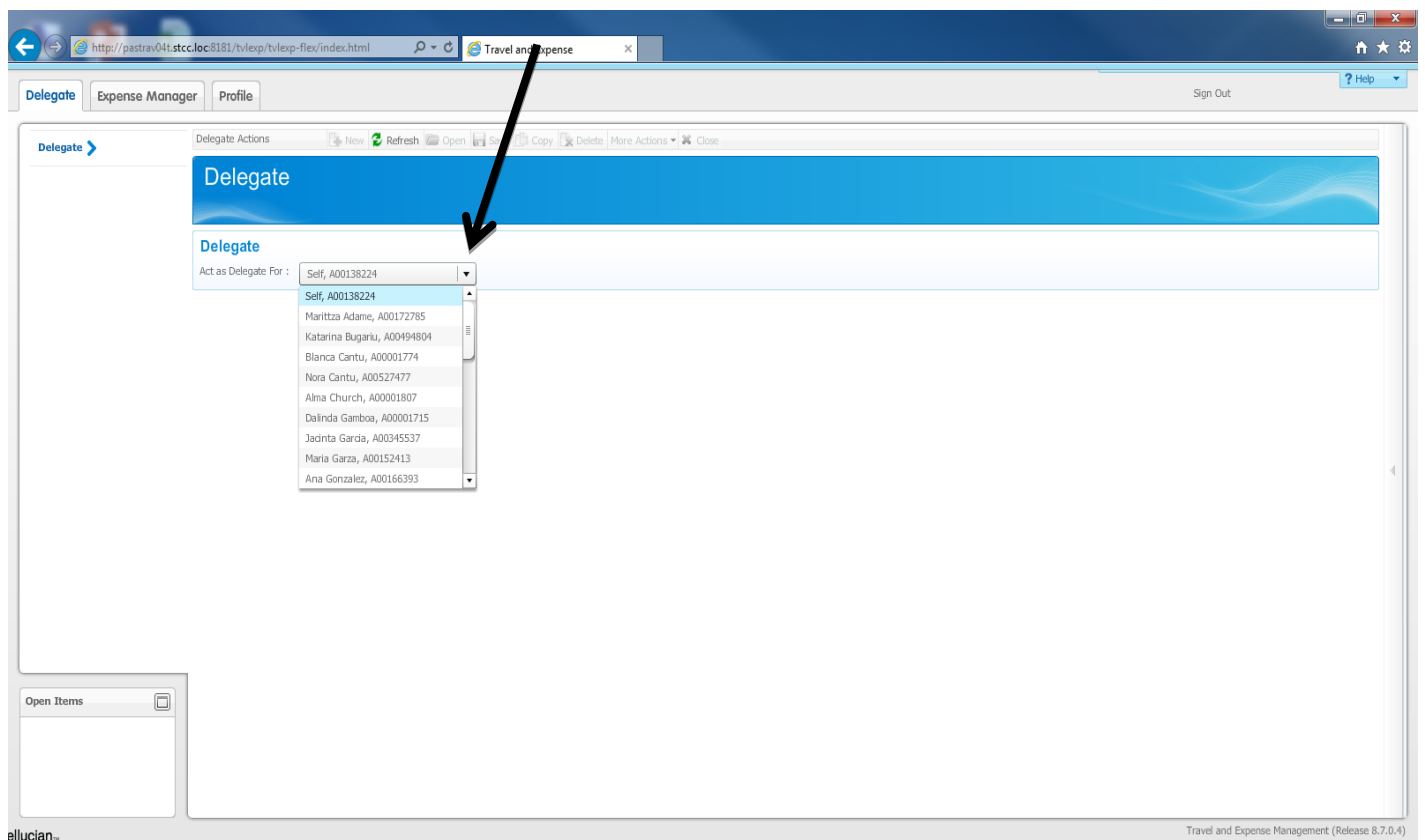 http://pastrav04t.stcc.loc:8181/tvlexp/tvlexp-flex/index.html Travel and Expense
Delegate Expense Manager Profile Sign Out ? Help
Delegate
Delegate Actions New Refresh Open Copy Delete More Actions Close
Delegate
Delegate
Act as Delegate For : Self, A00138224
Self, A00138224
Marittza Adame, A00172785
Katarina Bugariu, A00494804
Blanca Cantu, A00001774
Nora Cantu, A00527477
Alma Church, A00001807
Dalinda Gamboa, A00001715
Jacinta Garcia, A00345537
Maria Garza, A00152413
Ana Gonzalez, A00166393
Open Items
ellucian™
Travel and Expense Management (Release 8.7.0.4)